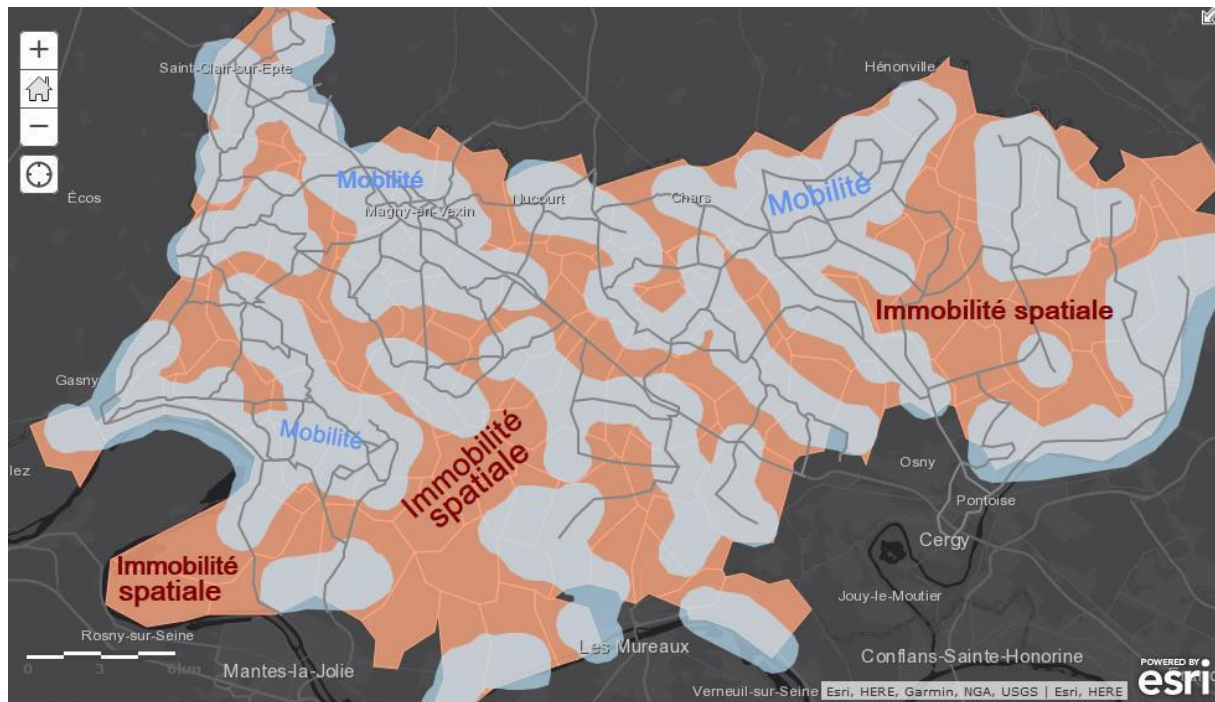 +
−
Saint-Clair-sur-Epte
Hénonville
Mobilité
Écos
Magny-en-Vexin
Nucourt
Chars
Mobilité
Immobilité spatiale
Gasny
Mobilité
Immobilité
spatiale
lez
Osny
Pontoise
Cergy
Immobilité
spatiale
Jouy-le-Moutier
Rosny-sur-Seine
Les Mureaux
Conflans-Sainte-Honorine
0 3 6km
Mantes-la-Jolie
POWERED BY
esri
Verneuil-sur-Seine
Esri, HERE, Garmin, NGA, USGS | Esri, HERE